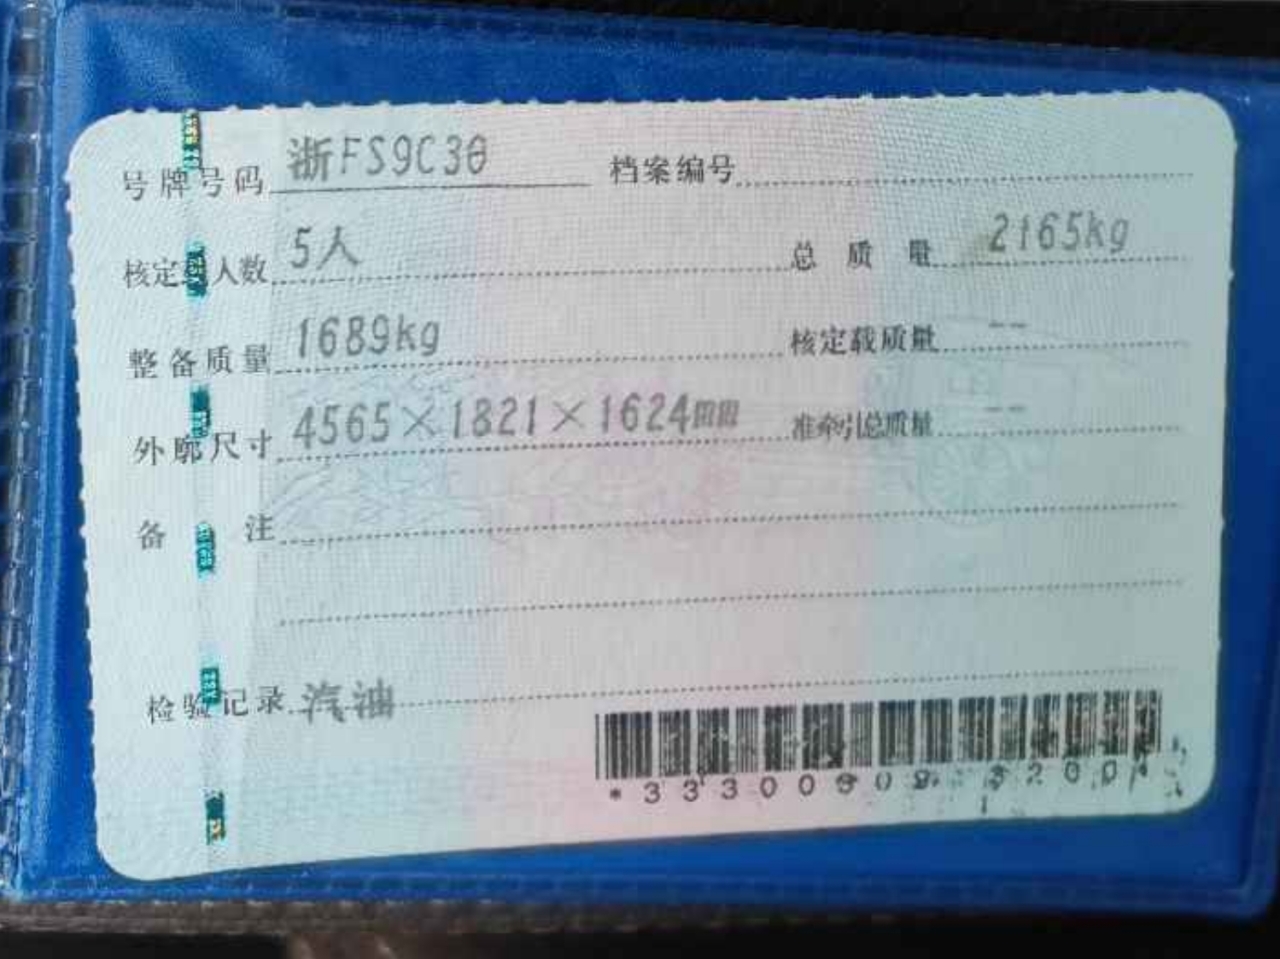 号牌号码 浙FS9C30 档案编号
核定载人数 5人 总质量 2165kg
整备质量 1689kg 核定载质量 --
外廓尺寸 4565×1821×1624mm 准牵引总质量 --
备注
检验记录 汽油